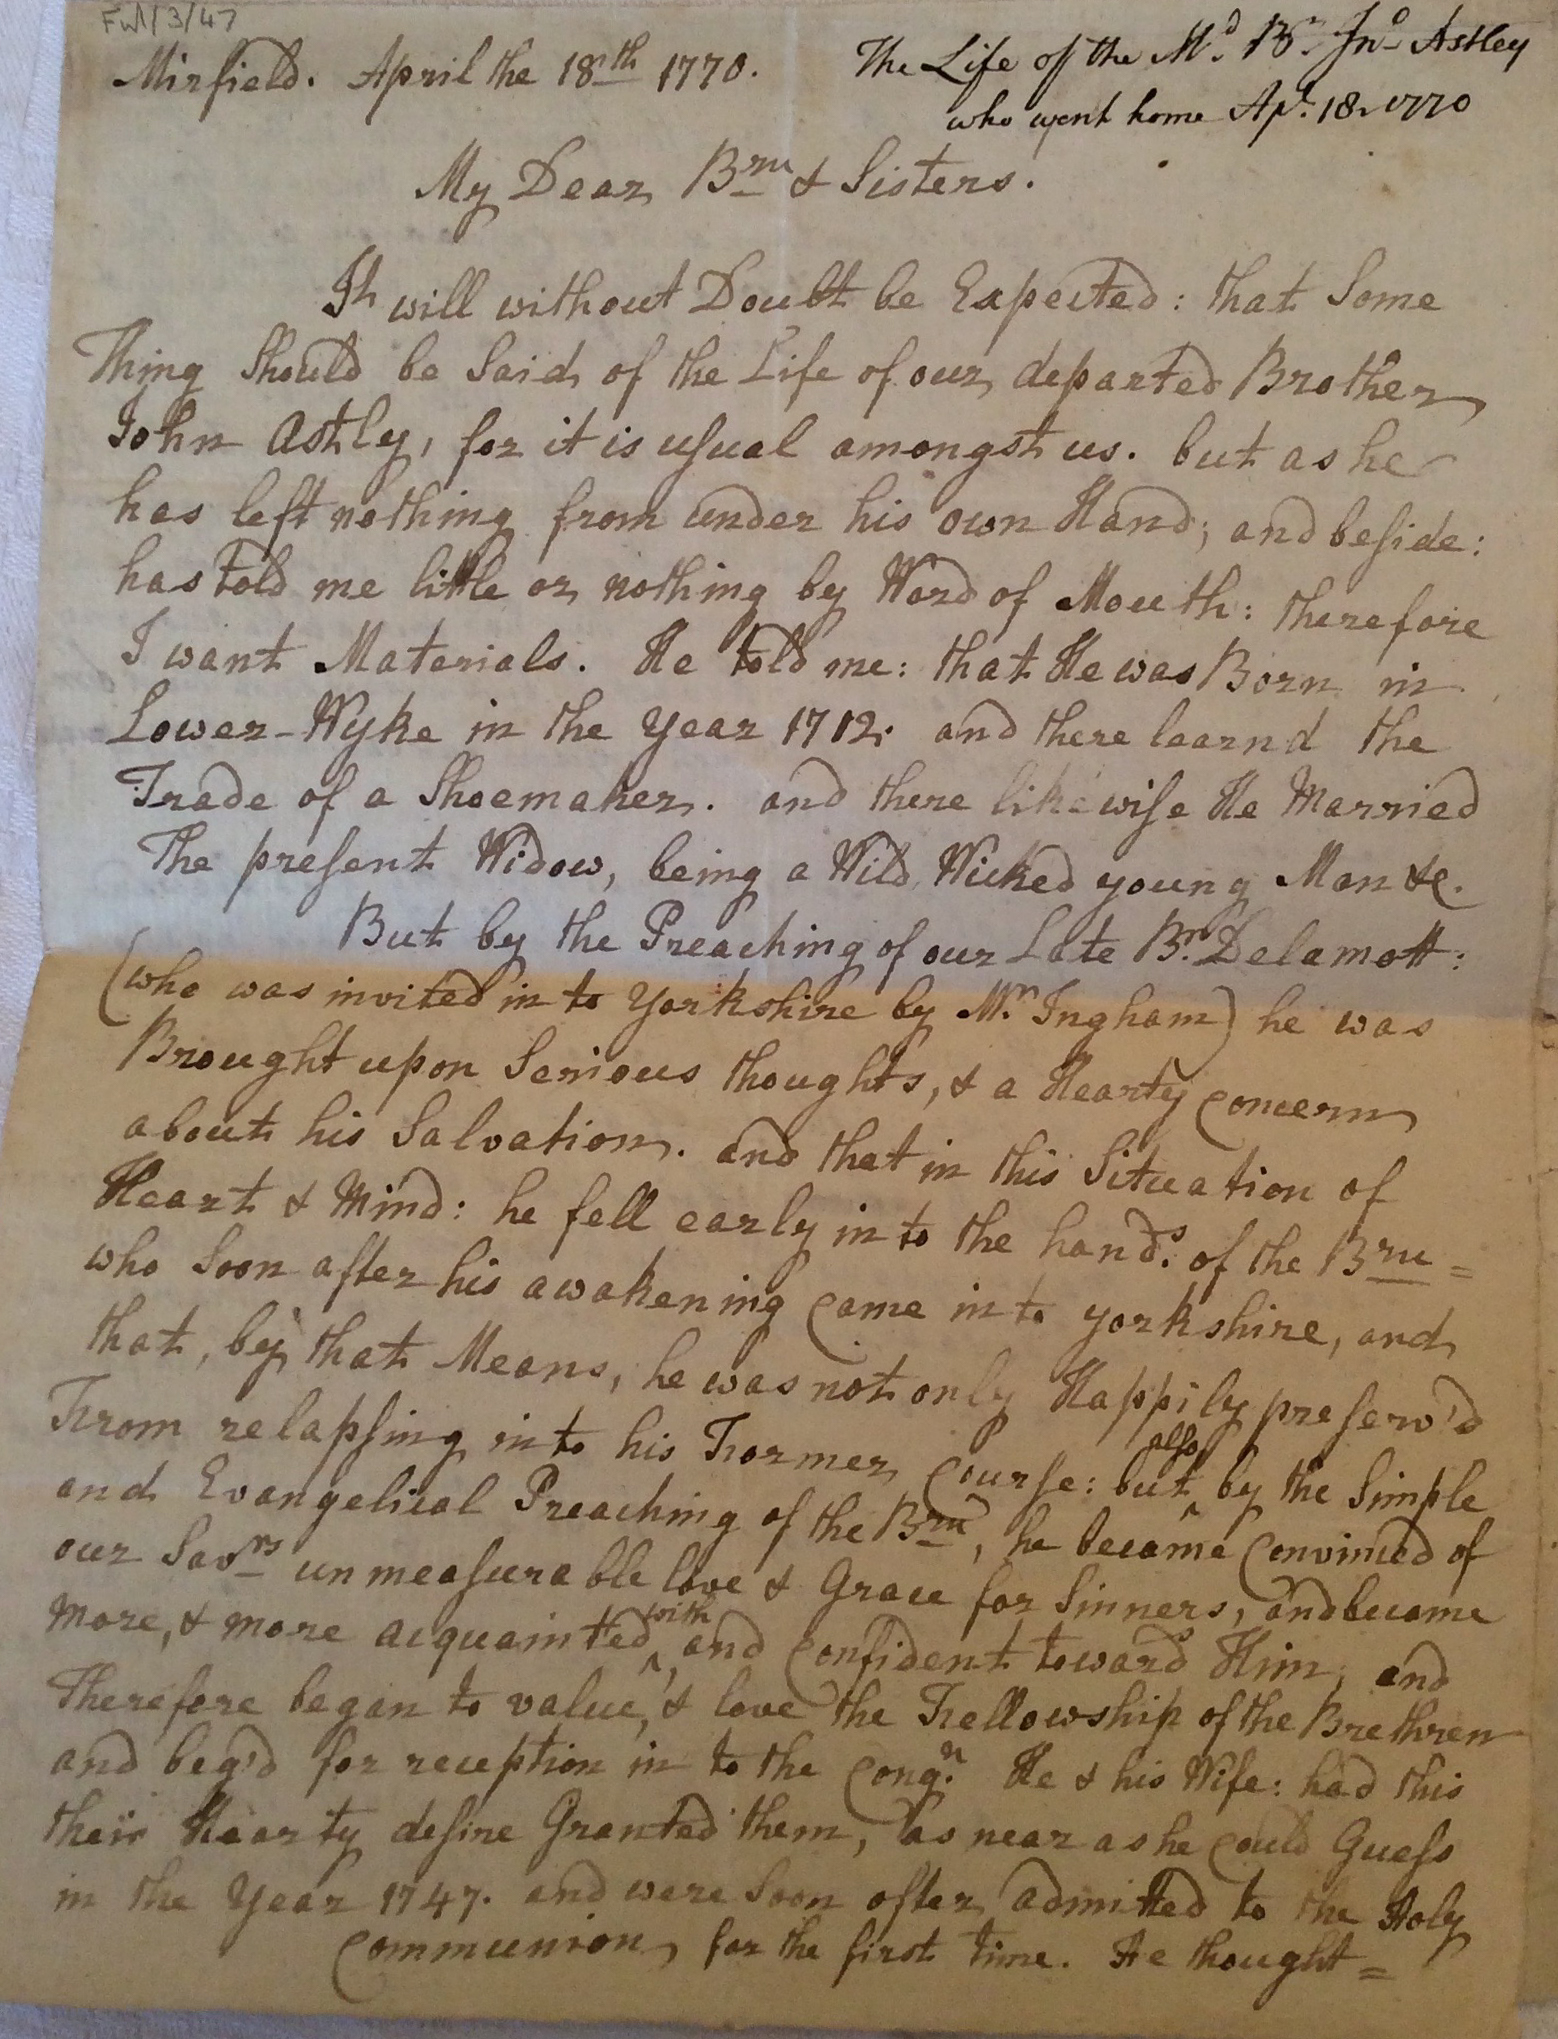 FUL/3/47
Mirfield. April the 18th 1770.
The Life of the Md. Br. Jno Astley
who went home Apl. 18. 1770
My Dear Brn & Sisters.
It will without Doubt be Expected: that Some
Thing Should be Said of the Life of our departed Brother
John Astley, for it is usual amongst us. but as he
has left nothing from under his own Hand; and beside:
has told me little or nothing by Word of Mouth: therefore
I want Materials. He told me: that He was Born in
Lower-Wyke in the Year 1712. and there learnd the
Trade of a Shoemaker. and there likewise He Married
The present Widow, being a Wild, Wicked young Man &c.
But by the Preaching of our Late Br. Delamott:
(who was invited in to Yorkshire by Mr. Ingham) he was
Brought upon Serious thoughts, & a Hearty Concern
about his Salvation. and that in this Situation of
Heart & Mind: he fell early in to the hands of the Brn =
who Soon after his awakening Came in to yorkshire, and
that, by that Means, he was not only Happily preserv'd
From relapsing into his Former Course: but also by the Simple
and Evangelical Preaching of the Brn, he became Convinced of
our Savrs unmeasurable love & Grace for Sinners, and became
more, & more acquainted with, and Confident toward Him, and
Therefore began to value, & love the Fellowship of the Brethren
and beg'd for reception in to the Congn. He & his Wife: had this
their Hearty desire Granted them, as near as he Could Guess
in the Year 1747. and were Soon after admitted to the Holy
Communion, for the first time. He thought =